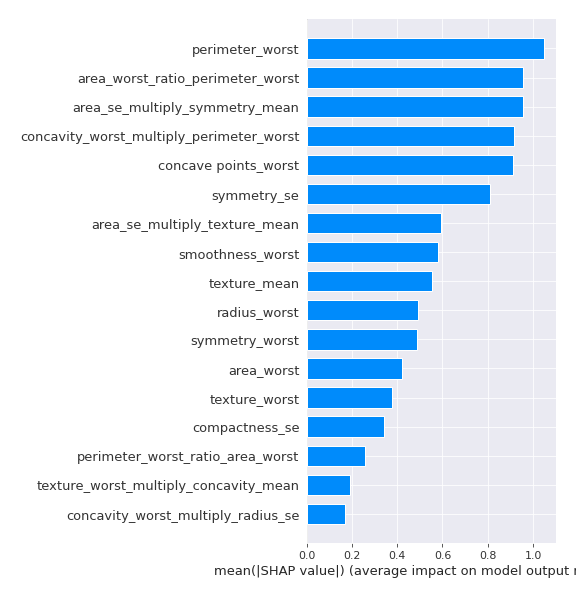 perimeter_worst
area_worst_ratio_perimeter_worst
area_se_multiply_symmetry_mean
concavity_worst_multiply_perimeter_worst
concave points_worst
symmetry_se
area_se_multiply_texture_mean
smoothness_worst
texture_mean
radius_worst
symmetry_worst
area_worst
texture_worst
compactness_se
perimeter_worst_ratio_area_worst
texture_worst_multiply_concavity_mean
concavity_worst_multiply_radius_se
0.0 0.2 0.4 0.6 0.8 1.0
mean(|SHAP value|) (average impact on model output